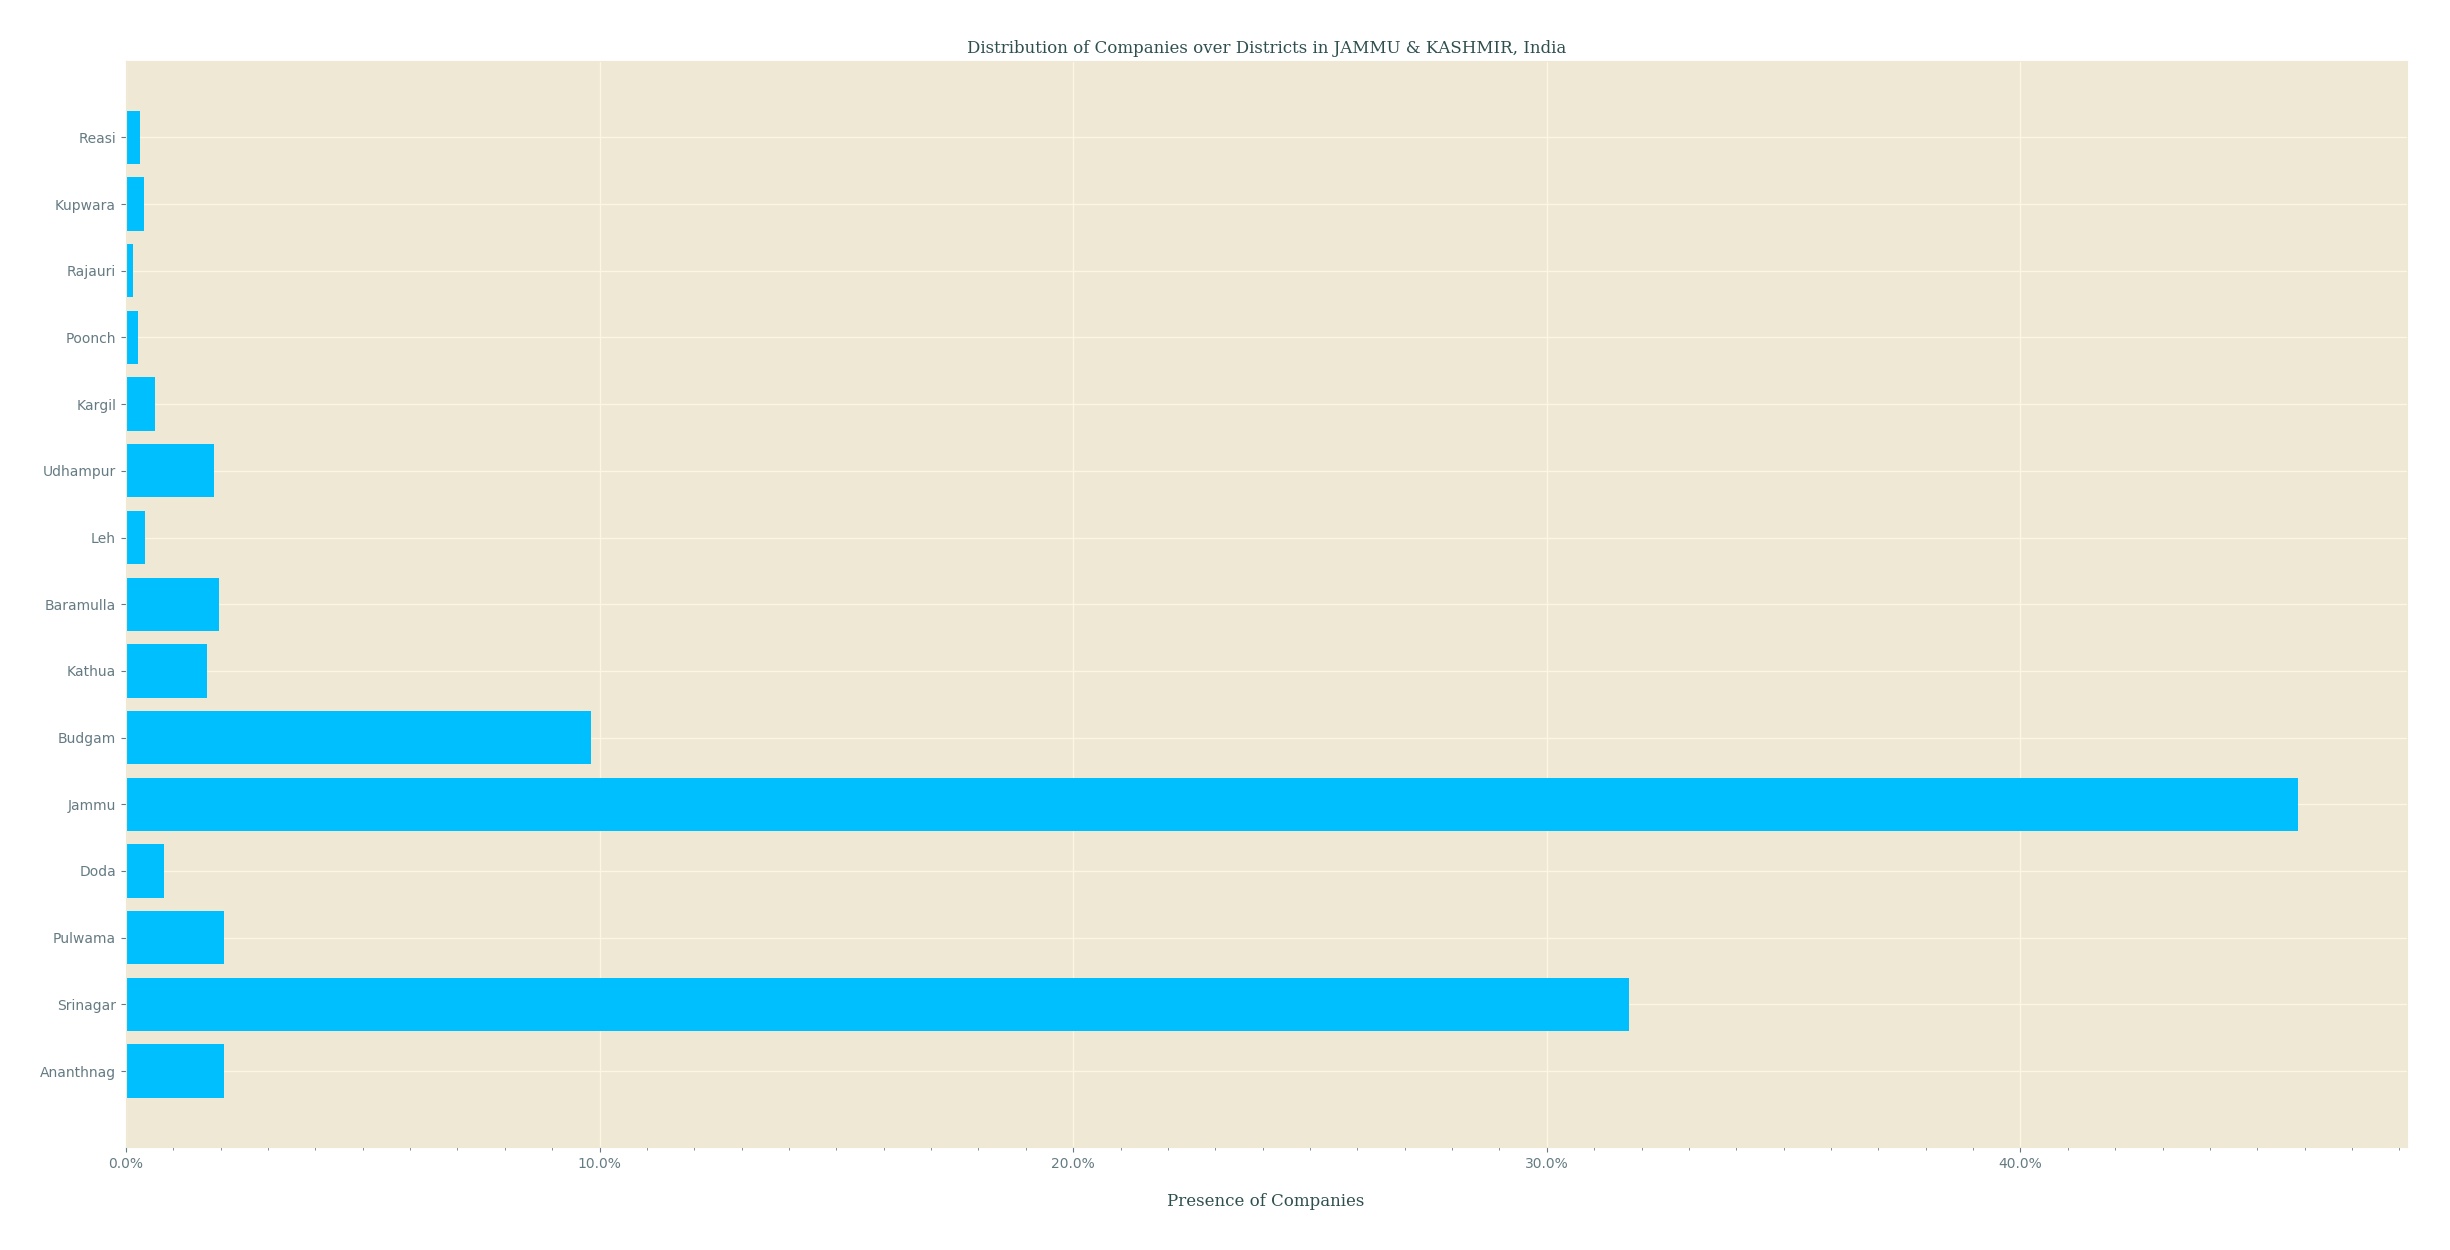 Distribution of Companies over Districts in JAMMU & KASHMIR, India
Reasi
Kupwara
Rajauri
Poonch
Kargil
Udhampur
Leh
Baramulla
Kathua
Budgam
Jammu
Doda
Pulwama
Srinagar
Ananthnag
0.0% 10.0% 20.0% 30.0% 40.0%
Presence of Companies